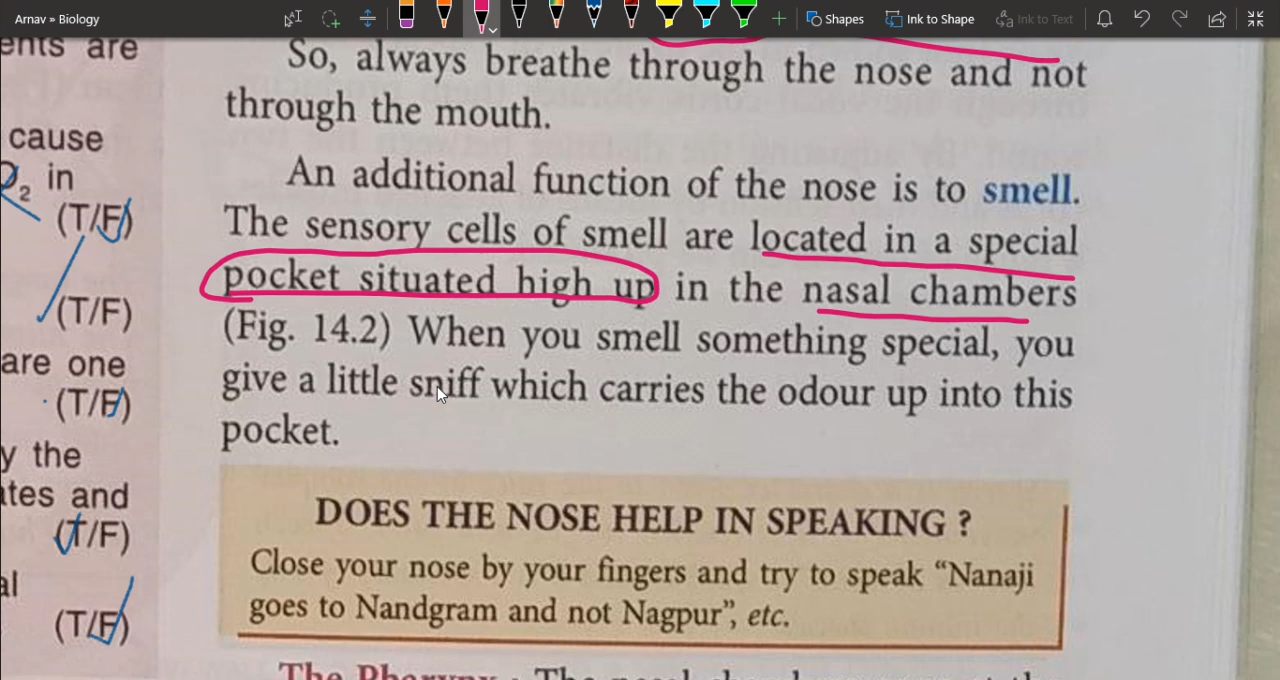 Arnav » Biology
Shapes
Ink to Shape
Ink to Text
ents are
cause
in
(T/F)
(T/F)
are one
(T/F)
y the
ates and
(T/F)
al
(T/F)
So, always breathe through the nose and not
through the mouth.
An additional function of the nose is to smell.
The sensory cells of smell are located in a special
pocket situated high up in the nasal chambers
(Fig. 14.2) When you smell something special, you
give a little sniff which carries the odour up into this
pocket.
DOES THE NOSE HELP IN SPEAKING ?
Close your nose by your fingers and try to speak “Nanaji
goes to Nandgram and not Nagpur”, etc.
The Pharynx